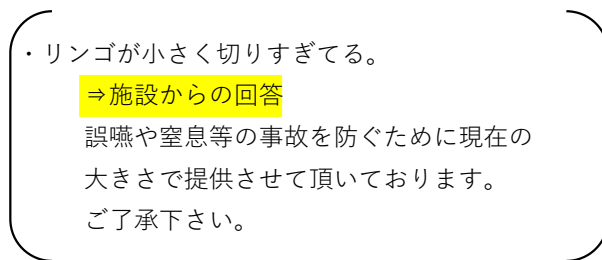 ・リンゴが小さく切りすぎてる。
⇒施設からの回答
誤嚥や窒息等の事故を防ぐために現在の
大きさで提供させて頂いております。
ご了承下さい。